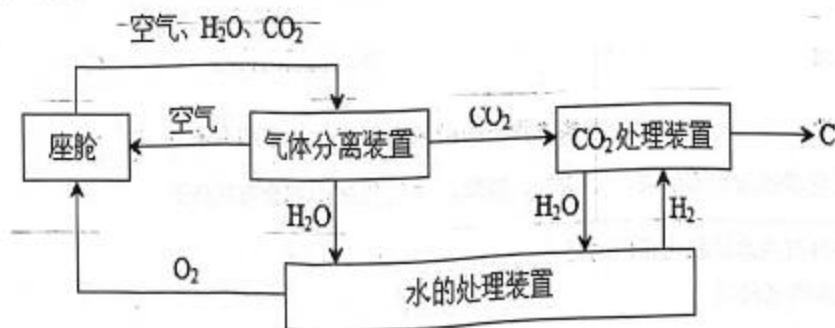 空气、H₂O、CO₂
空气
CO₂
座舱
气体分离装置
CO₂处理装置
C
H₂O
H₂O
H₂
O₂
水的处理装置